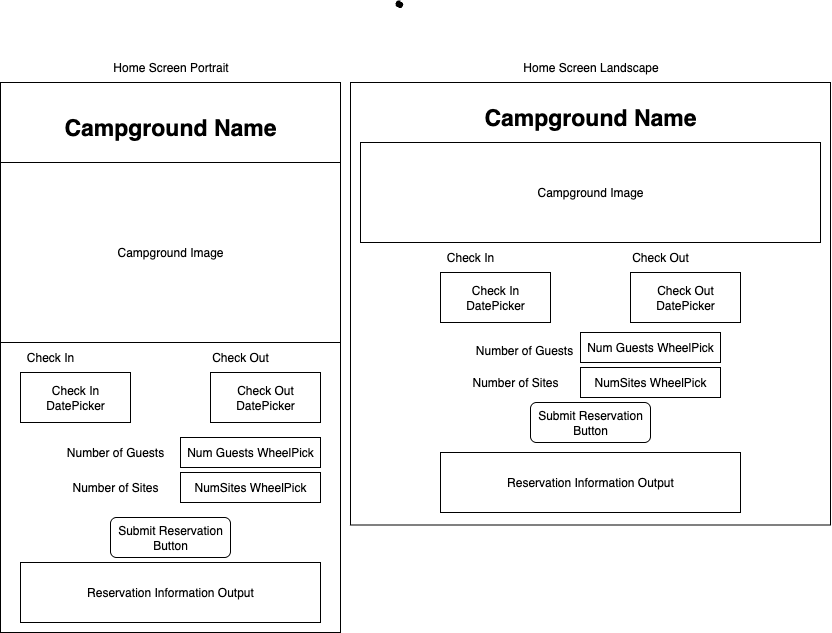 Home Screen Portrait
Campground Name
Campground Image
Check In
Check Out
Check In
DatePicker
Check Out
DatePicker
Number of Guests
Num Guests WheelPick
Number of Sites
NumSites WheelPick
Submit Reservation
Button
Reservation Information Output
Home Screen Landscape
Campground Name
Campground Image
Check In
Check Out
Check In
DatePicker
Check Out
DatePicker
Number of Guests
Num Guests WheelPick
Number of Sites
NumSites WheelPick
Submit Reservation
Button
Reservation Information Output